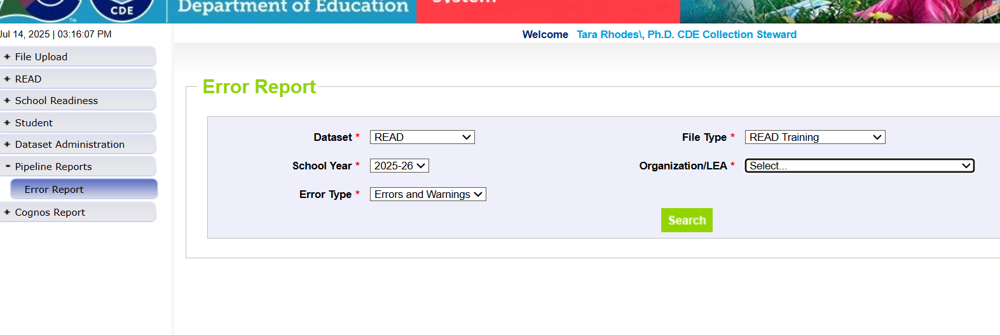 CDE
TM
Department of Education
System
Jul 14, 2025 | 03:16:07 PM
Welcome Tara Rhodes\, Ph.D. CDE Collection Steward
+ File Upload
+ READ
+ School Readiness
+ Student
+ Dataset Administration
- Pipeline Reports
Error Report
+ Cognos Report
Error Report
Dataset * READ
File Type * READ Training
School Year * 2025-26
Organization/LEA * Select...
Error Type * Errors and Warnings
Search